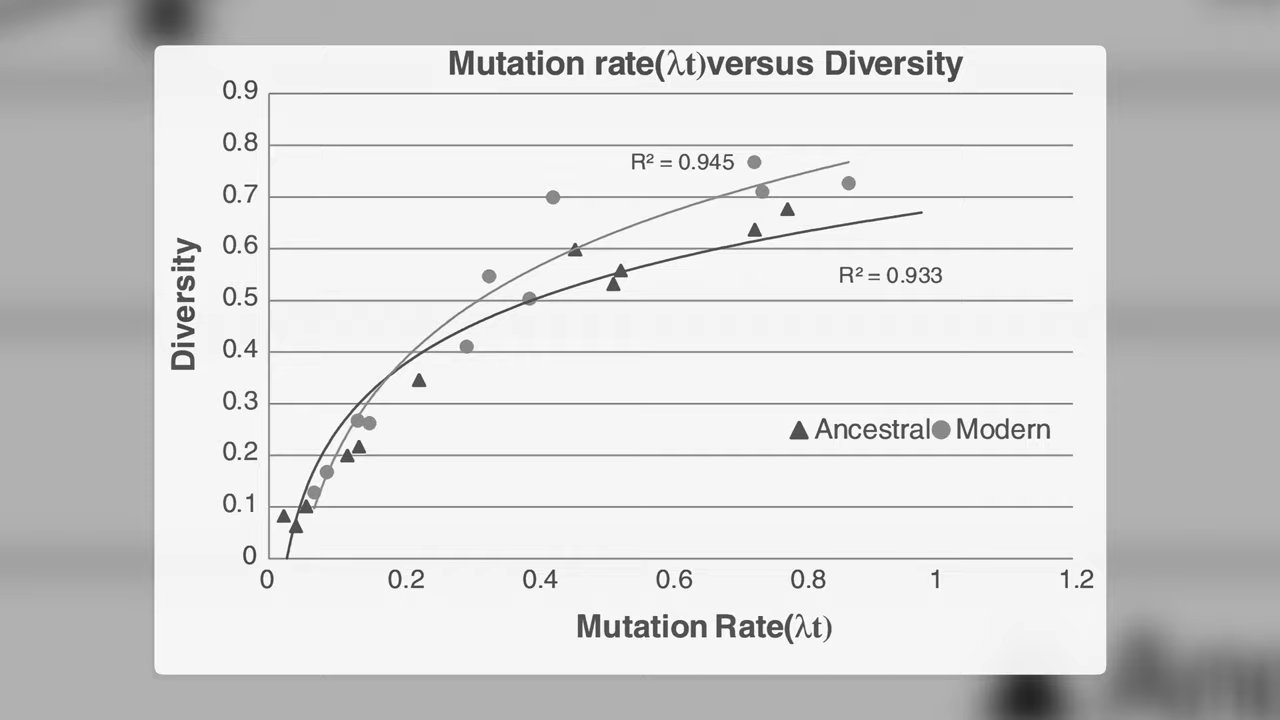 Mutation rate(λt)versus Diversity
0.9
0.8
R² = 0.945
0.7
0.6
R² = 0.933
0.5
0.4
0.3
Ancestral Modern
0.2
0.1
0
0 0.2 0.4 0.6 0.8 1 1.2
Diversity
Mutation Rate(λt)